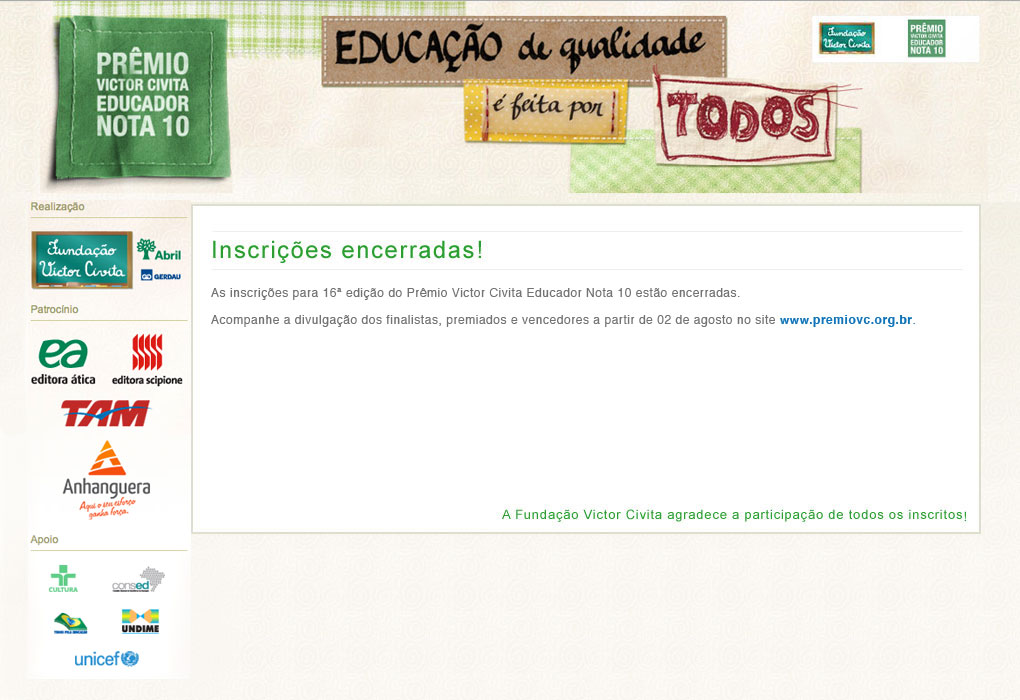 PRÊMIO
VICTOR CIVITA
EDUCADOR
NOTA 10
EDUCAÇÃO de qualidade
é feita por
TODOS
Fundação
Victor Civita
PRÊMIO
VICTOR CIVITA
EDUCADOR
NOTA 10
Realização
Fundação
Victor Civita
Abril
GERDAU
Patrocínio
editora ática
editora scipione
TAM
Anhanguera
Aqui o seu esforço
ganha força.
Apoio
CULTURA
consed
TODOS PELA EDUCAÇÃO
UNDIME
unicef
Inscrições encerradas!
As inscrições para 16ª edição do Prêmio Victor Civita Educador Nota 10 estão encerradas.
Acompanhe a divulgação dos finalistas, premiados e vencedores a partir de 02 de agosto no site www.premiovc.org.br.
A Fundação Victor Civita agradece a participação de todos os inscritos!